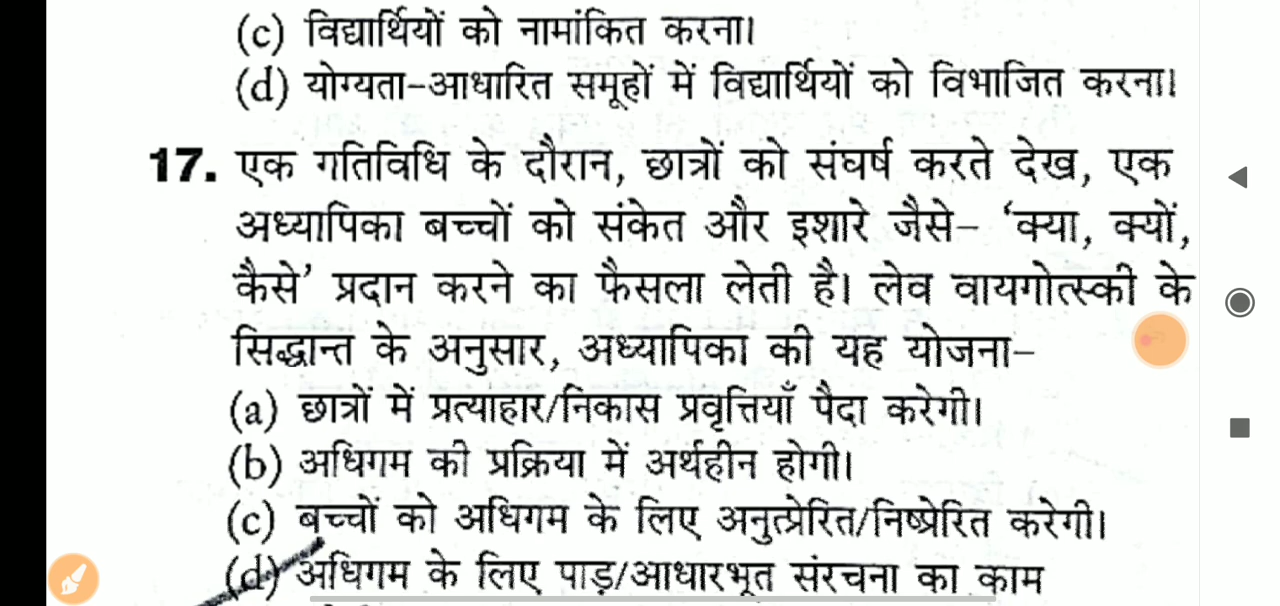 (c) विद्यार्थियों को नामांकित करना।
(d) योग्यता-आधारित समूहों में विद्यार्थियों को विभाजित करना।
17. एक गतिविधि के दौरान, छात्रों को संघर्ष करते देख, एक
अध्यापिका बच्चों को संकेत और इशारे जैसे– ‘क्या, क्यों,
कैसे’ प्रदान करने का फैसला लेती है। लेव वायगोत्स्की के
सिद्धान्त के अनुसार, अध्यापिका की यह योजना–
(a) छात्रों में प्रत्याहार/निकास प्रवृत्तियाँ पैदा करेगी।
(b) अधिगम की प्रक्रिया में अर्थहीन होगी।
(c) बच्चों को अधिगम के लिए अनुत्प्रेरित/निष्प्रेरित करेगी।
(d) अधिगम के लिए पाड़/आधारभूत संरचना का काम